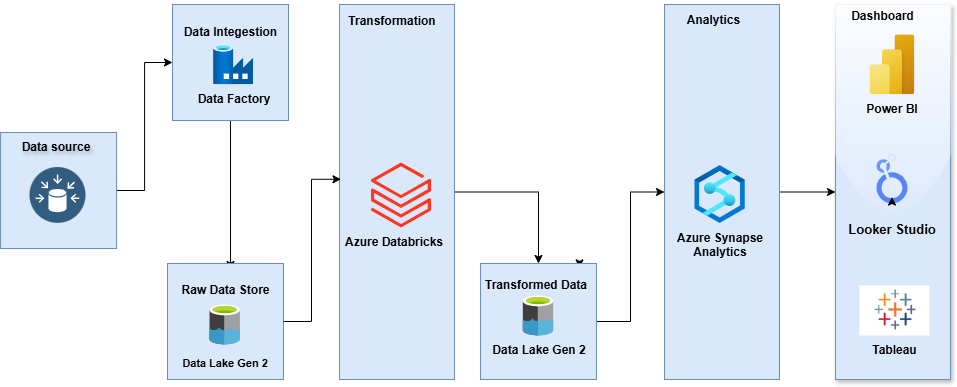 Data source
Data Integestion
Data Factory
Raw Data Store
Data Lake Gen 2
Transformation
Azure Databricks
Transformed Data
Data Lake Gen 2
Analytics
Azure Synapse
Analytics
Dashboard
Power BI
Looker Studio
Tableau